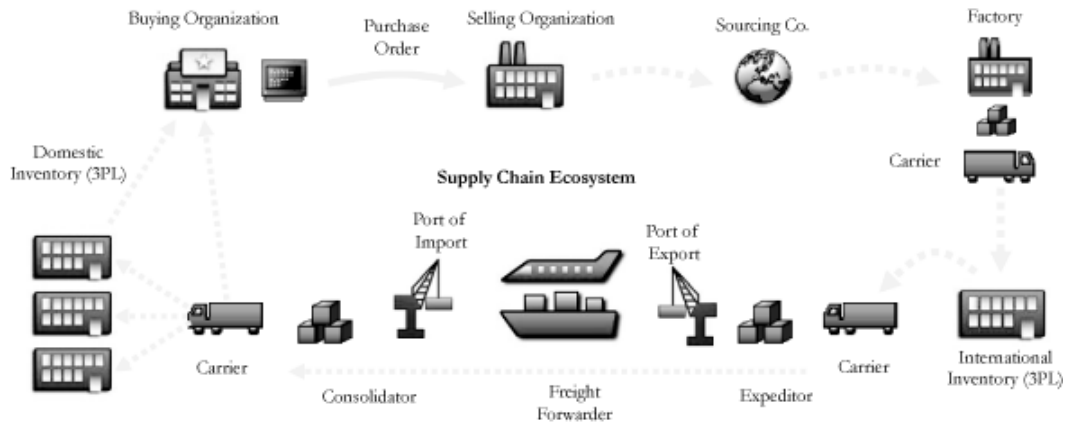 Buying Organization
Purchase
Order
Selling Organization
Sourcing Co.
Factory
Domestic
Inventory (3PL)
Carrier
Supply Chain Ecosystem
Port of
Import
Port of
Export
Carrier
Carrier
International
Inventory (3PL)
Consolidator
Freight
Forwarder
Expeditor